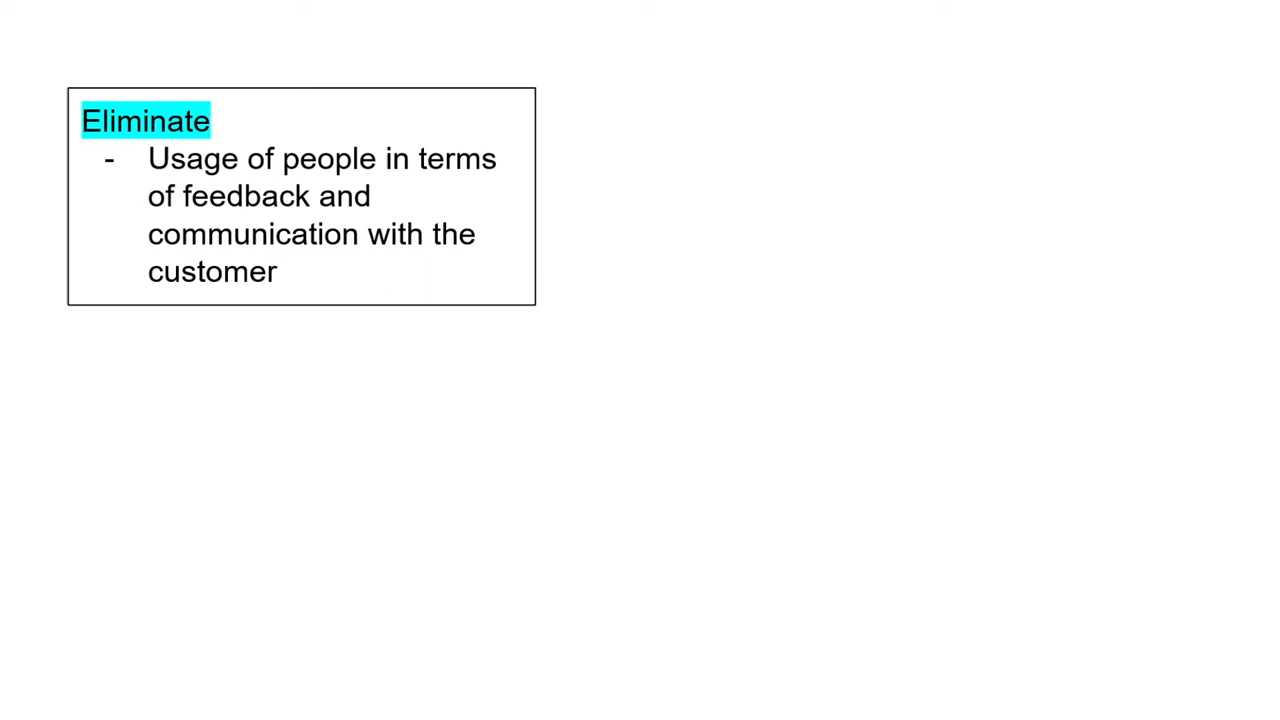 Eliminate
- Usage of people in terms
of feedback and
communication with the
customer